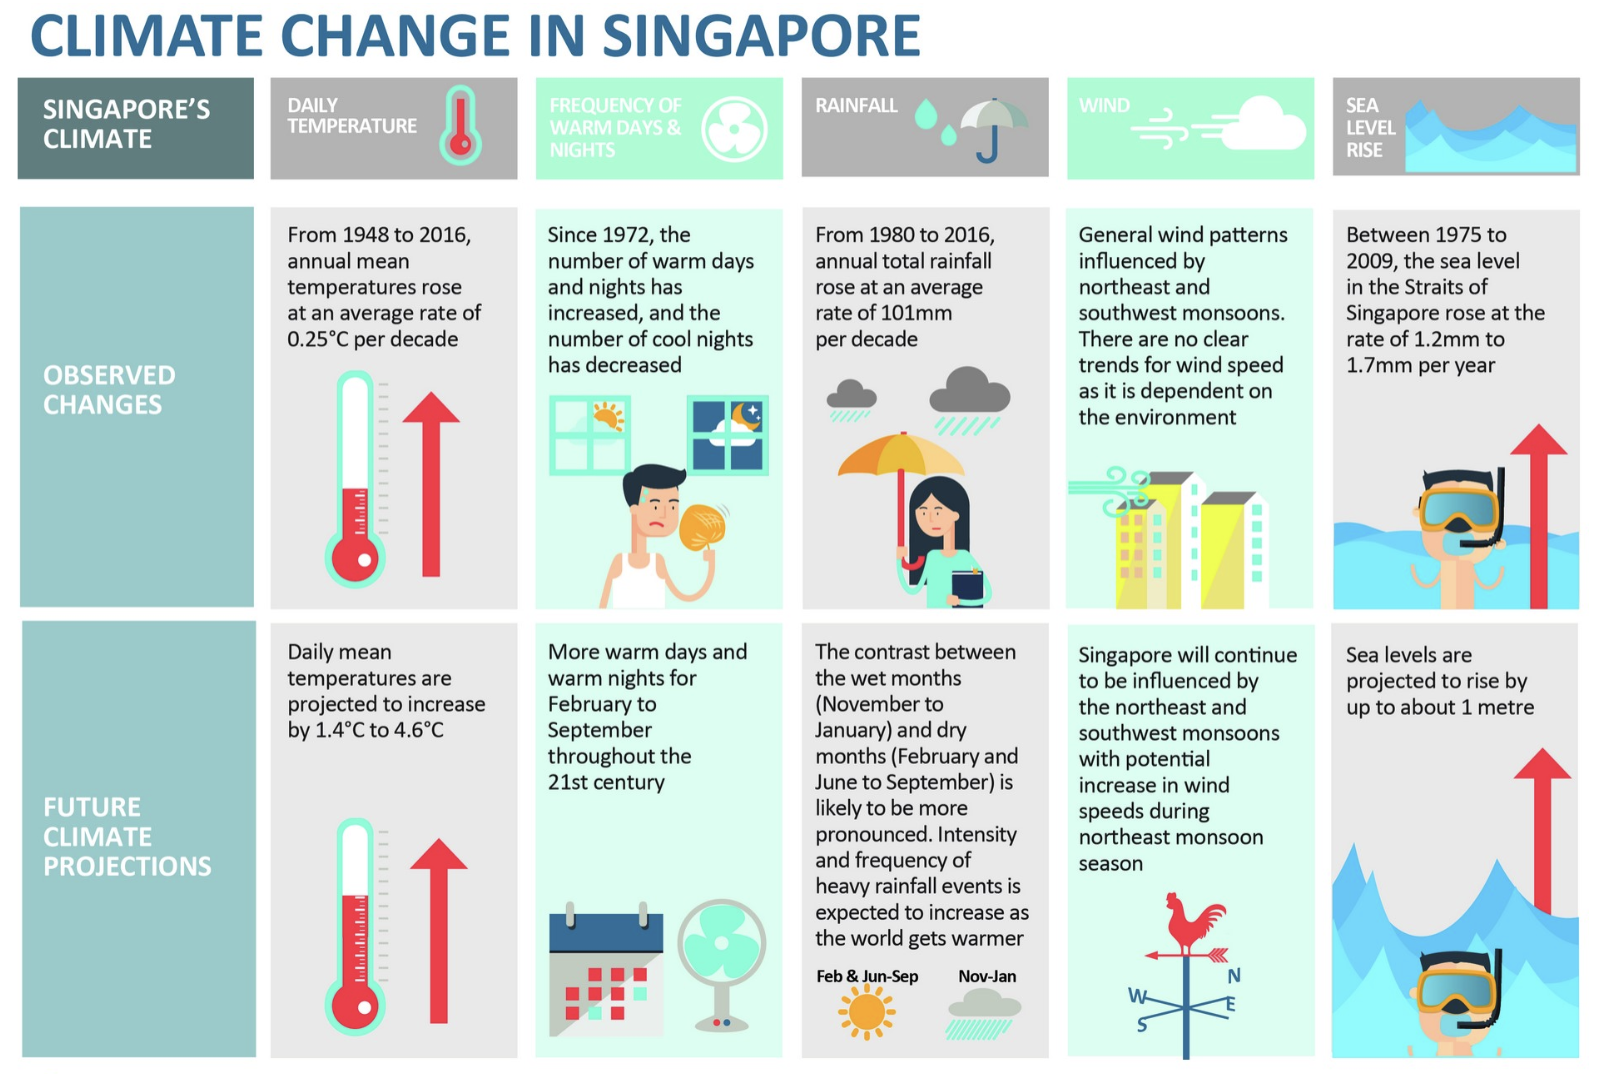 CLIMATE CHANGE IN SINGAPORE
SINGAPORE'S
CLIMATE
DAILY
TEMPERATURE
FREQUENCY OF
WARM DAYS &
NIGHTS
RAINFALL
WIND
SEA
LEVEL
RISE
OBSERVED
CHANGES
From 1948 to 2016,
annual mean
temperatures rose
at an average rate of
0.25°C per decade
Since 1972, the
number of warm days
and nights has
increased, and the
number of cool nights
has decreased
From 1980 to 2016,
annual total rainfall
rose at an average
rate of 101mm
per decade
General wind patterns
influenced by
northeast and
southwest monsoons.
There are no clear
trends for wind speed
as it is dependent on
the environment
Between 1975 to
2009, the sea level
in the Straits of
Singapore rose at the
rate of 1.2mm to
1.7mm per year
FUTURE
CLIMATE
PROJECTIONS
Daily mean
temperatures are
projected to increase
by 1.4°C to 4.6°C
More warm days and
warm nights for
February to
September
throughout the
21st century
The contrast between
the wet months
(November to
January) and dry
months (February and
June to September) is
likely to be more
pronounced. Intensity
and frequency of
heavy rainfall events is
expected to increase as
the world gets warmer
Feb & Jun-Sep
Nov-Jan
Singapore will continue
to be influenced by
the northeast and
southwest monsoons
with potential
increase in wind
speeds during
northeast monsoon
season
N
W
E
S
Sea levels are
projected to rise by
up to about 1 metre